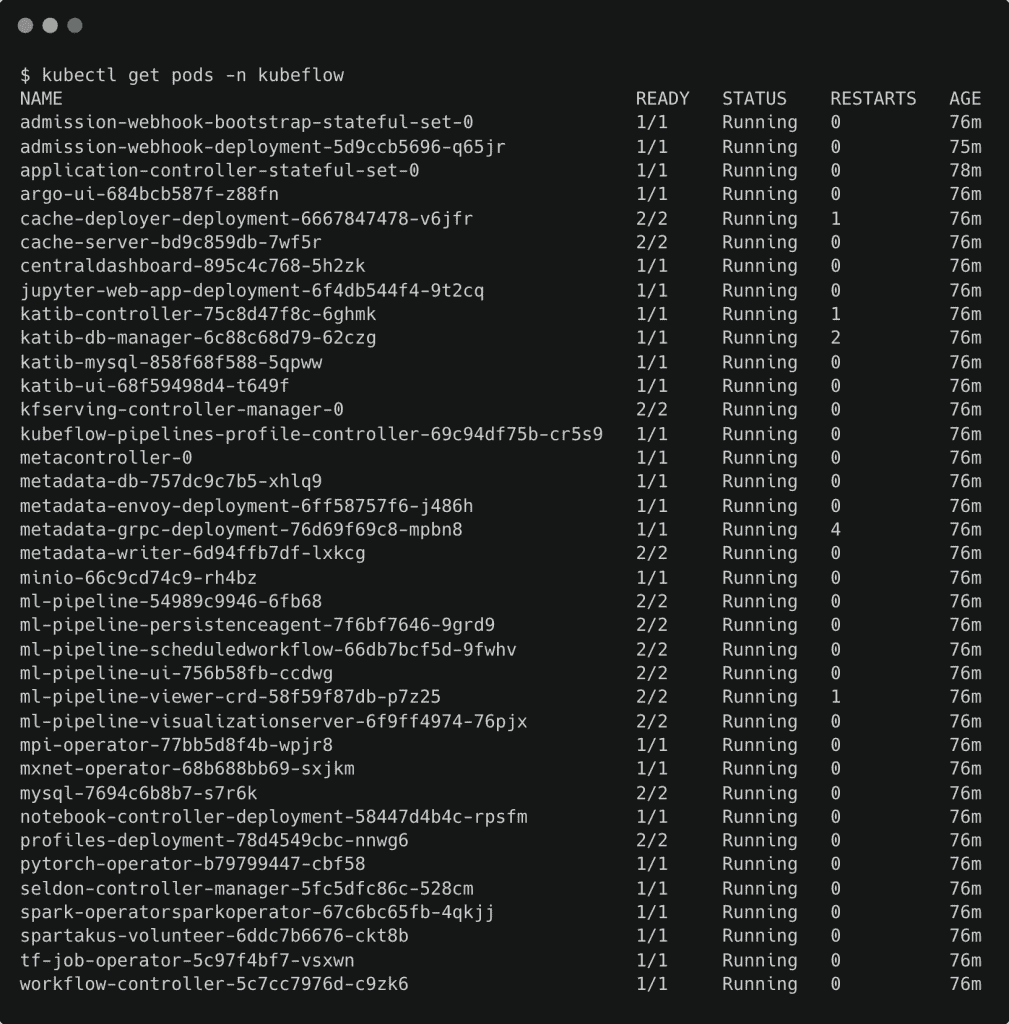 $ kubectl get pods -n kubeflow
NAME READY STATUS RESTARTS AGE
admission-webhook-bootstrap-stateful-set-0 1/1 Running 0 76m
admission-webhook-deployment-5d9ccb5696-q65jr 1/1 Running 0 75m
application-controller-stateful-set-0 1/1 Running 0 78m
argo-ui-684bcb587f-z88fn 1/1 Running 0 76m
cache-deployer-deployment-6667847478-v6jfr 2/2 Running 1 76m
cache-server-bd9c859db-7wf5r 2/2 Running 0 76m
centraldashboard-895c4c768-5h2zk 1/1 Running 0 76m
jupyter-web-app-deployment-6f4db544f4-9t2cq 1/1 Running 0 76m
katib-controller-75c8d47f8c-6ghmk 1/1 Running 1 76m
katib-db-manager-6c88c68d79-62czg 1/1 Running 2 76m
katib-mysql-858f68f588-5qpww 1/1 Running 0 76m
katib-ui-68f59498d4-t649f 1/1 Running 0 76m
kfserving-controller-manager-0 2/2 Running 0 76m
kubeflow-pipelines-profile-controller-69c94df75b-cr5s9 1/1 Running 0 76m
metacontroller-0 1/1 Running 0 76m
metadata-db-757dc9c7b5-xhlq9 1/1 Running 0 76m
metadata-envoy-deployment-6ff58757f6-j486h 1/1 Running 0 76m
metadata-grpc-deployment-76d69f69c8-mpbn8 1/1 Running 4 76m
metadata-writer-6d94ffb7df-lxkcg 2/2 Running 0 76m
minio-66c9cd74c9-rh4bz 1/1 Running 0 76m
ml-pipeline-54989c9946-6fb68 2/2 Running 0 76m
ml-pipeline-persistenceagent-7f6bf7646-9grd9 2/2 Running 0 76m
ml-pipeline-scheduledworkflow-66db7bcf5d-9fwhv 2/2 Running 0 76m
ml-pipeline-ui-756b58fb-ccdwg 2/2 Running 0 76m
ml-pipeline-viewer-crd-58f59f87db-p7z25 2/2 Running 1 76m
ml-pipeline-visualizationserver-6f9ff4974-76pjx 2/2 Running 0 76m
mpi-operator-77bb5d8f4b-wpjr8 1/1 Running 0 76m
mxnet-operator-68b688bb69-sxjkm 1/1 Running 0 76m
mysql-7694c6b8b7-s7r6k 2/2 Running 0 76m
notebook-controller-deployment-58447d4b4c-rpsfm 1/1 Running 0 76m
profiles-deployment-78d4549cbc-nnwg6 2/2 Running 0 76m
pytorch-operator-b79799447-cbf58 1/1 Running 0 76m
seldon-controller-manager-5fc5dfc86c-528cm 1/1 Running 0 76m
spark-operatorsparkoperator-67c6bc65fb-4qkjj 1/1 Running 0 76m
spartakus-volunteer-6ddc7b6676-ckt8b 1/1 Running 0 76m
tf-job-operator-5c97f4bf7-vsxwn 1/1 Running 0 76m
workflow-controller-5c7cc7976d-c9zk6 1/1 Running 0 76m